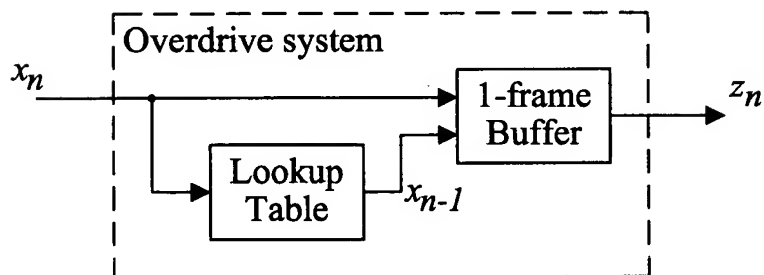 Overdrive system
x_n
1-frame
Buffer
z_n
Lookup
Table
x_{n-1}